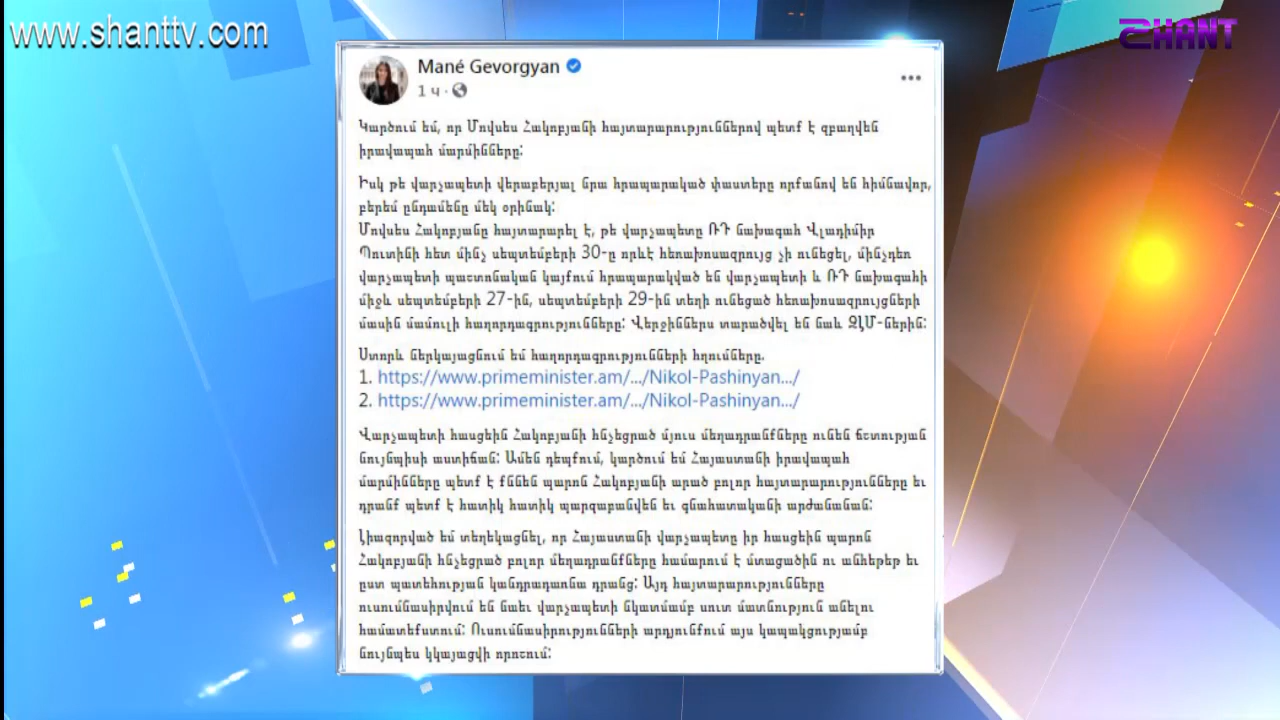 www.shanttv.com
SHANT
Mané Gevorgyan
1 ч ·
Կարծում եմ, որ Մովսես Հակոբյանի հայտարարություններով պետք է զբաղվեն
իրավապահ մարմինները:
Իսկ թե վարչապետի վերաբերյալ նրա հրապարակած փաստերը որքանով են հիմնավոր,
բերեմ ընդամենը մեկ օրինակ:
Մովսես Հակոբյանը հայտարարել է, թե վարչապետը ՌԴ նախագահ Վլադիմիր
Պուտինի հետ մինչ սեպտեմբերի 30-ը որևէ հեռախոսազրույց չի ունեցել, մինչդեռ
վարչապետի պաշտոնական կայքում հրապարակված են վարչապետի և ՌԴ նախագահի
միջև սեպտեմբերի 27-ին, սեպտեմբերի 29-ին տեղի ունեցած հեռախոսազրույցների
մասին մամուլի հաղորդագրությունները: Վերջիններս տարածվել են նաև ԶԼՄ-ներին:
Ստորև ներկայացնում եմ հաղորդագրությունների հղումները.
1. https://www.primeminister.am/.../Nikol-Pashinyan.../
2. https://www.primeminister.am/.../Nikol-Pashinyan.../
Վարչապետի հասցեին Հակոբյանի հնչեցրած մյուս մեղադրանքները ունեն ճշտության
նույնպիսի աստիճան: Ամեն դեպքում, կարծում եմ Հայաստանի իրավապահ
մարմինները պետք է քննեն պարոն Հակոբյանի արած բոլոր հայտարարությունները եւ
դրանք պետք է հատիկ հատիկ պարզաբանվեն եւ գնահատականի արժանանան:
Լիազորված եմ տեղեկացնել, որ Հայաստանի վարչապետը իր հասցեին պարոն
Հակոբյանի հնչեցրած բոլոր մեղադրանքները համարում է մտացածին ու անհեթեթ եւ
ըստ պատեհության կանդրադառնա դրանց: Այդ հայտարարությունները
ուսումնասիրվում են նաեւ վարչապետի նկատմամբ սուտ մատնություն անելու
համատեքստում: Ուսումնասիրությունների արդյունքում այս կապակցությամբ
նույնպես կկայացվի որոշում: